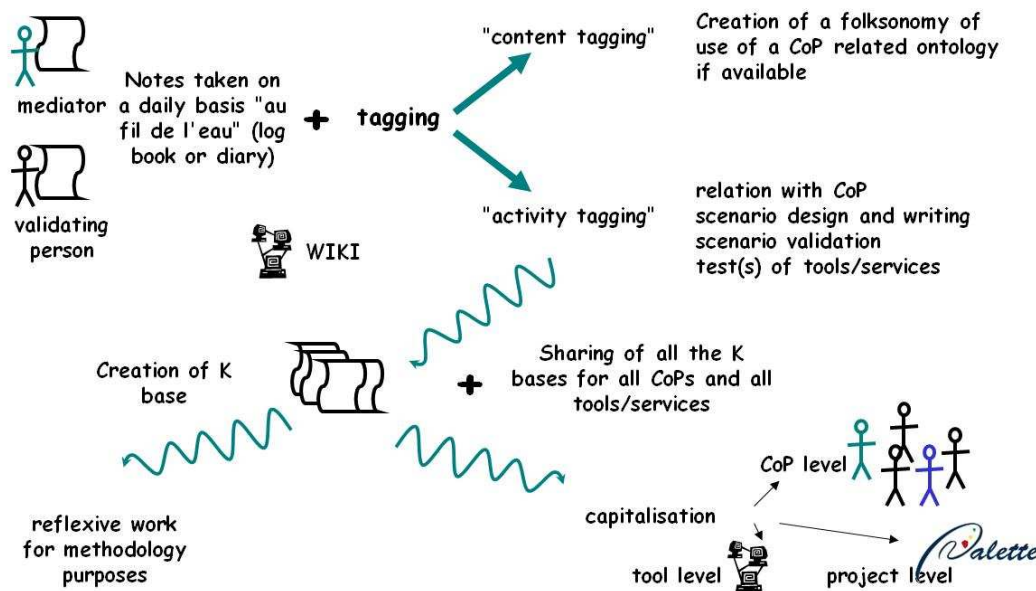 mediator
Notes taken on
a daily basis "au
fil de l'eau" (log
book or diary)
validating
person
tagging
"content tagging"
Creation of a folksonomy of
use of a CoP related ontology
if available
"activity tagging"
relation with CoP
scenario design and writing
scenario validation
test(s) of tools/services
WIKI
Creation of K
base
Sharing of all the K
bases for all CoPs and all
tools/services
reflexive work
for methodology
purposes
capitalisation
CoP level
tool level
project level
Palette